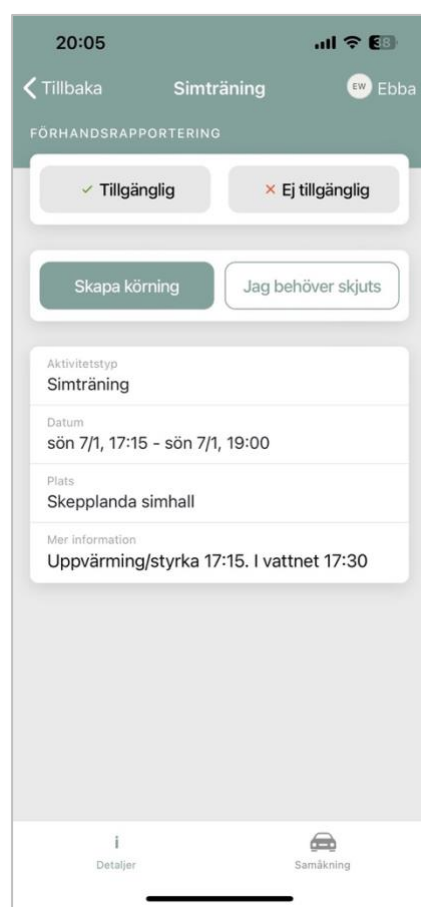 20:05
38
Tillbaka
Simträning
EW
Ebba
FÖRHANDSRAPPORTERING
Tillgänglig
Ej tillgänglig
Skapa körning
Jag behöver skjuts
Aktivitetstyp
Simträning
Datum
sön 7/1, 17:15 - sön 7/1, 19:00
Plats
Skepplanda simhall
Mer information
Uppvärming/styrka 17:15. I vattnet 17:30
Detaljer
Samåkning